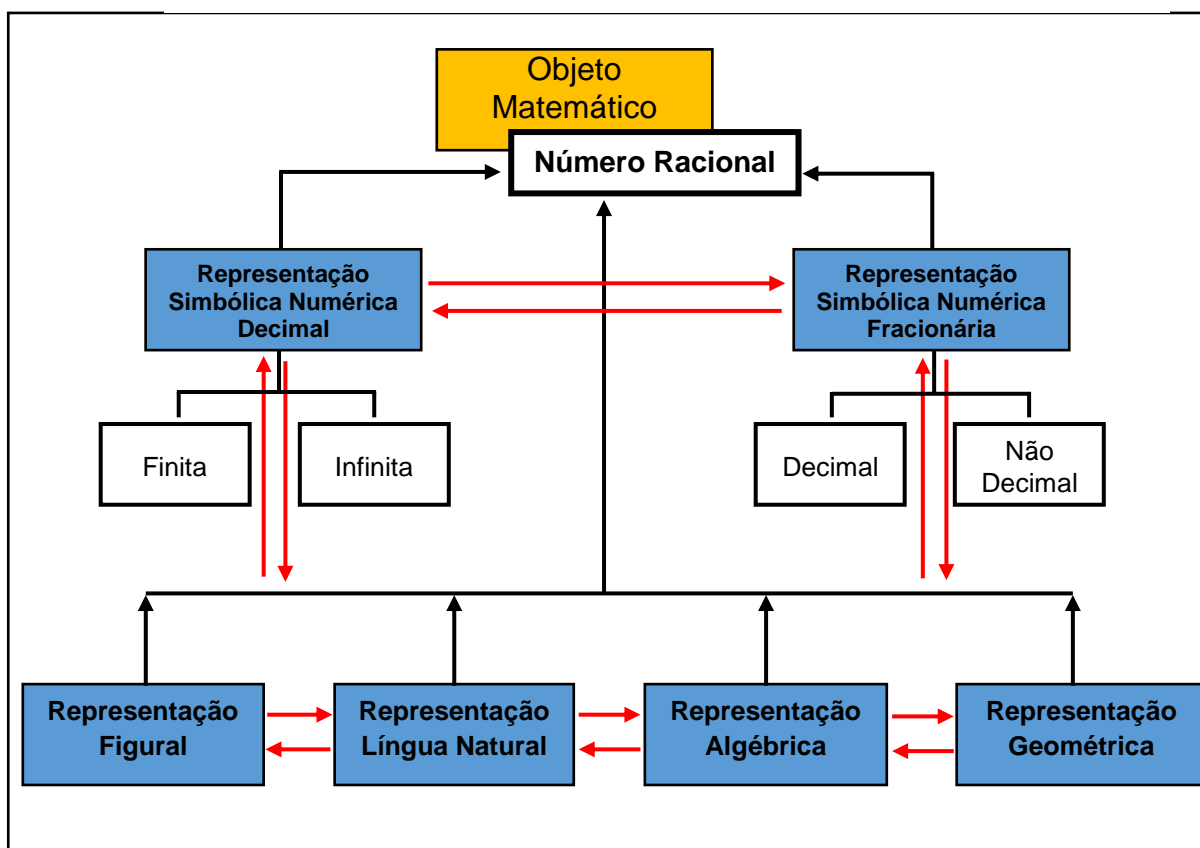 Objeto
Matemático
Número Racional
Representação
Simbólica Numérica
Decimal
Representação
Simbólica Numérica
Fracionária
Finita
Infinita
Decimal
Não
Decimal
Representação
Figural
Representação
Língua Natural
Representação
Algébrica
Representação
Geométrica